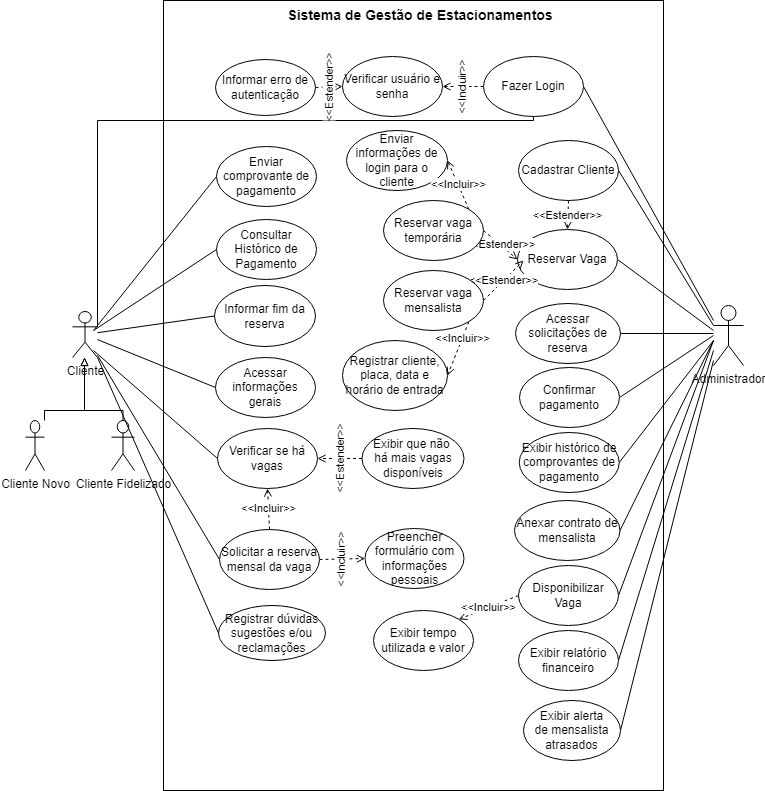 Sistema de Gestão de Estacionamentos
Informar erro de
autenticação
<<Estender>>
Verificar usuário e
senha
<<Incluir>>
Fazer Login
Enviar
informações de
login para o
cliente
<<Incluir>>
Cadastrar Cliente
<<Estender>>
Enviar
comprovante de
pagamento
Reservar vaga
temporária
Estender>>
Reservar Vaga
Consultar
Histórico de
Pagamento
<<Estender>>
Reservar vaga
mensalista
<<Incluir>>
Informar fim da
reserva
Acessar
solicitações de
reserva
Cliente
Administrador
Registrar cliente,
placa, data e
horário de entrada
Acessar
informações
gerais
Confirmar
pagamento
Cliente Novo
Cliente Fidelizado
Verificar se há
vagas
<<Estender>>
Exibir que não
há mais vagas
disponíveis
Exibir histórico de
comprovantes de
pagamento
<<Incluir>>
Anexar contrato de
mensalista
Solicitar a reserva
mensal da vaga
<<Incluir>>
Preencher
formulário com
informações
pessoais
Disponibilizar
Vaga
<<Incluir>>
Registrar dúvidas
sugestões e/ou
reclamações
Exibir tempo
utilizada e valor
Exibir relatório
financeiro
Exibir alerta
de mensalista
atrasados